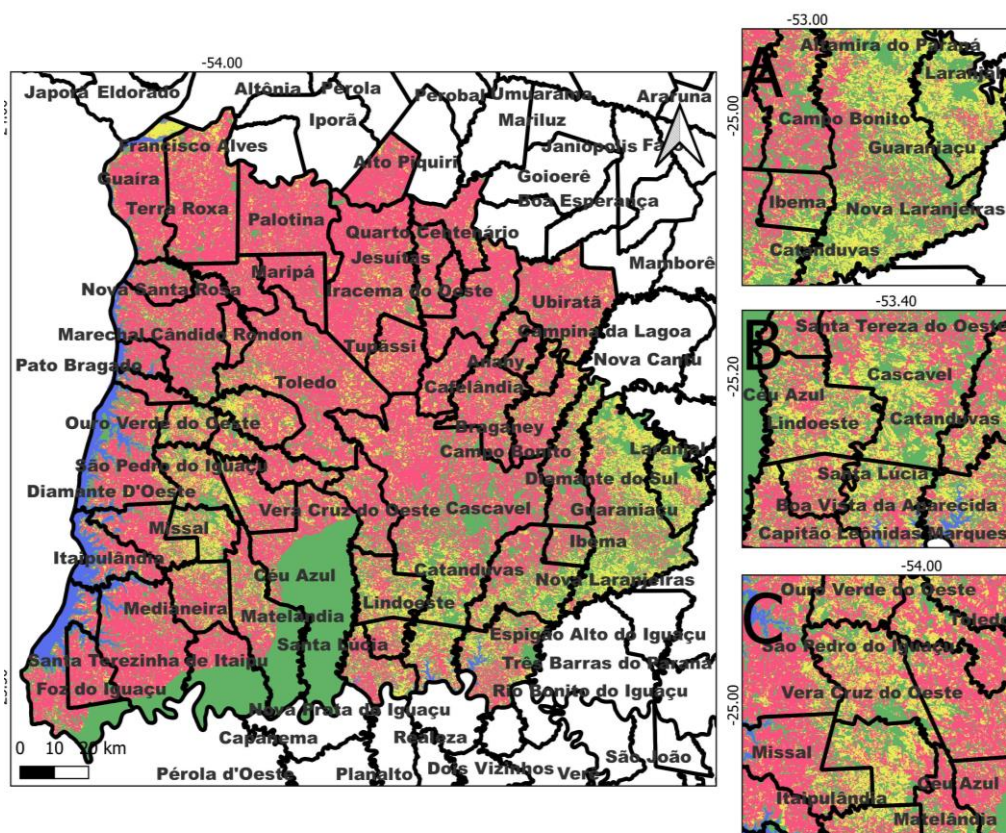 -54.00
Japorã Eldorado
Altônia
Pérola
Perobal
Umuarama
Araruna
Iporã
Mariluz
Francisco Alves
Janiópolis
Alto Piquiri
Goioerê
Guaíra
Boa Esperança
Terra Roxa
Palotina
Quarto Centenário
Jesuítas
Mamborê
Maripá
Nova Santa Rosa
Iracema do Oeste
Ubiratã
Marechal Cândido Rondon
Campina da Lagoa
Tupãssi
Nova Cantu
Pato Bragado
Toledo
Anahy
Cafelândia
Ouro Verde do Oeste
Braganey
Campo Bonito
Laranjal
São Pedro do Iguaçu
Diamante do Sul
Diamante D'Oeste
Vera Cruz do Oeste
Cascavel
Guaraniaçu
Missal
Ibema
Itaipulândia
Céu Azul
Catanduvas
Nova Laranjeiras
Medianeira
Matelândia
Lindoeste
Santa Lúcia
Espigão Alto do Iguaçu
Santa Terezinha de Itaipu
Três Barras do Paraná
Foz do Iguaçu
Rio Bonito do Iguaçu
Nova Prata do Iguaçu
0 10 20 km
Capanema
Realeza
São João
Pérola d'Oeste
Planalto
Dois Vizinhos
Verê
-53.00
A
-25.00
Altamira do Paraná
Laranjal
Campo Bonito
Guaraniaçu
Ibema
Nova Laranjeiras
Catanduvas
-53.40
B
-25.20
Santa Tereza do Oeste
Cascavel
Céu Azul
Lindoeste
Catanduvas
Santa Lúcia
Boa Vista da Aparecida
Capitão Leônidas Marques
-54.00
C
-25.00
Ouro Verde do Oeste
Toledo
São Pedro do Iguaçu
Vera Cruz do Oeste
Missal
Céu Azul
Itaipulândia
Matelândia